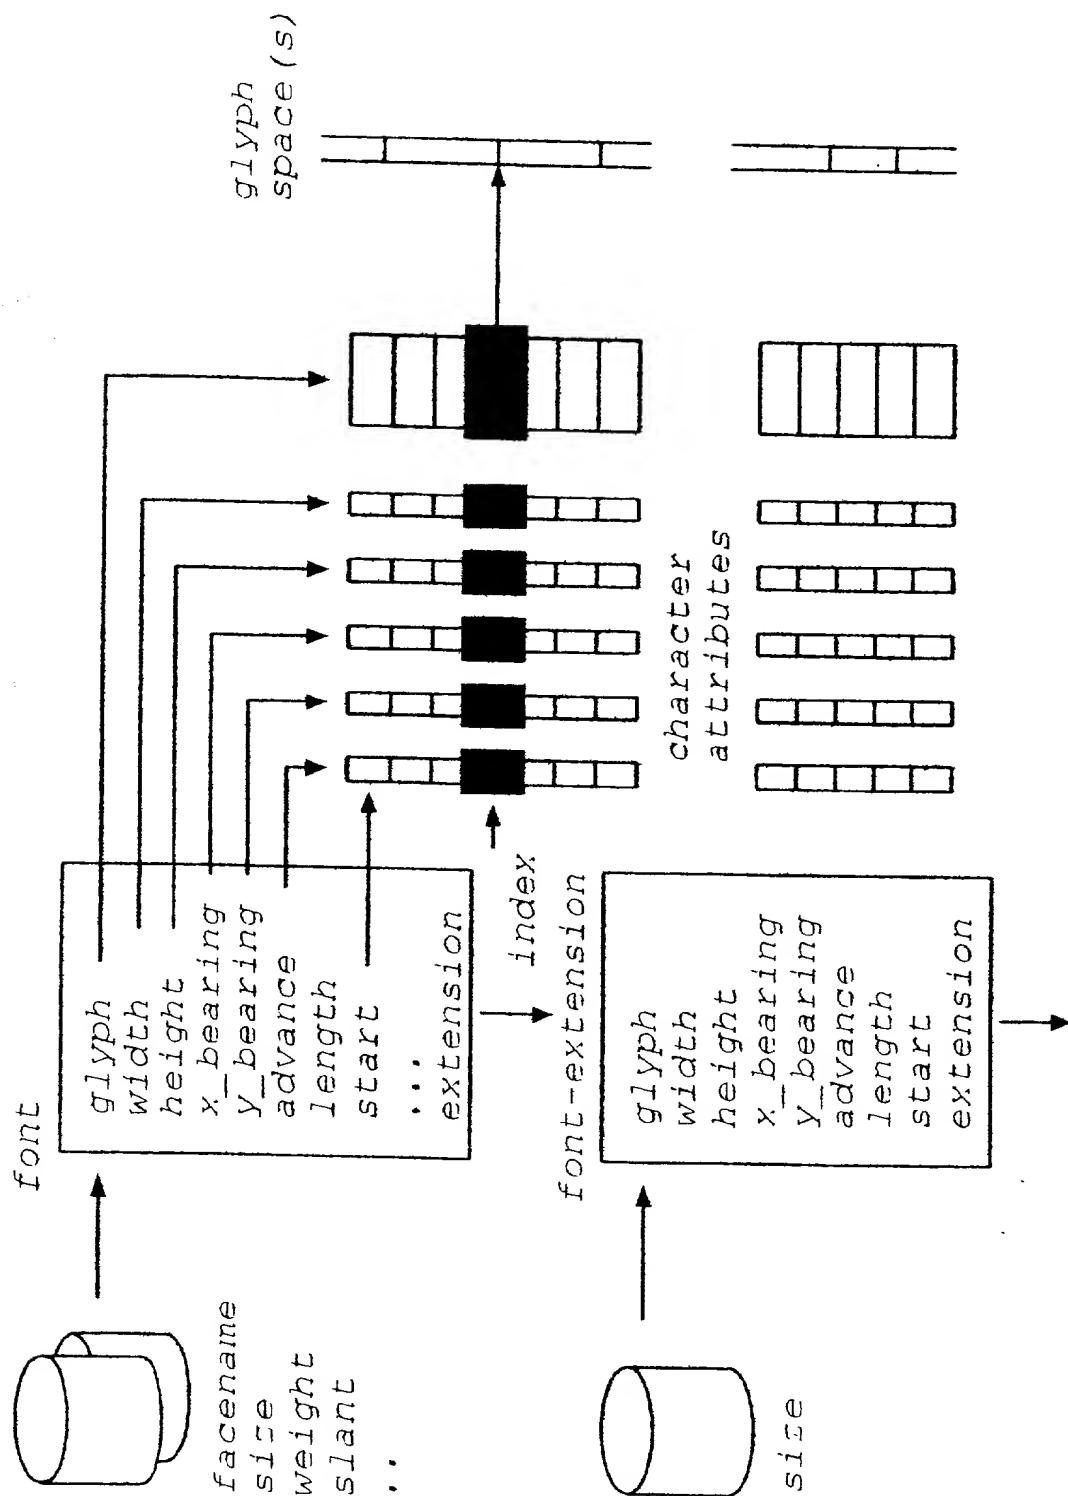 glyph
space(s)
font
glyph
width
height
x_bearing
y_bearing
advance
length
start
...
extension
facename
size
weight
slant
..
index
character
attributes
font-extension
glyph
width
height
x_bearing
y_bearing
advance
length
start
extension
size